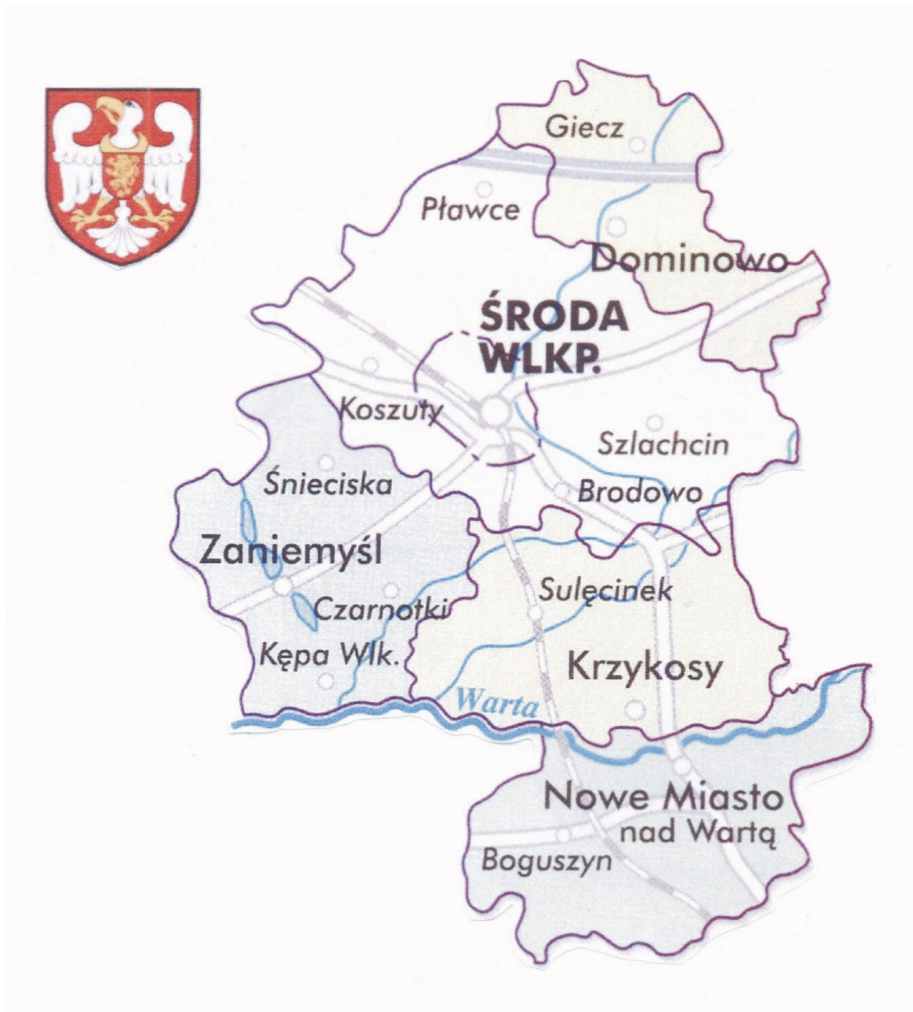 Giecz
Pławce
Dominowo
ŚRODA
WLKP.
Koszuty
Szlachcin
Śnieciska
Brodowo
Zaniemyśl
Sulęcinek
Czarnotki
Kępa Wlk.
Krzykosy
Warta
Nowe Miasto
nad Wartą
Boguszyn